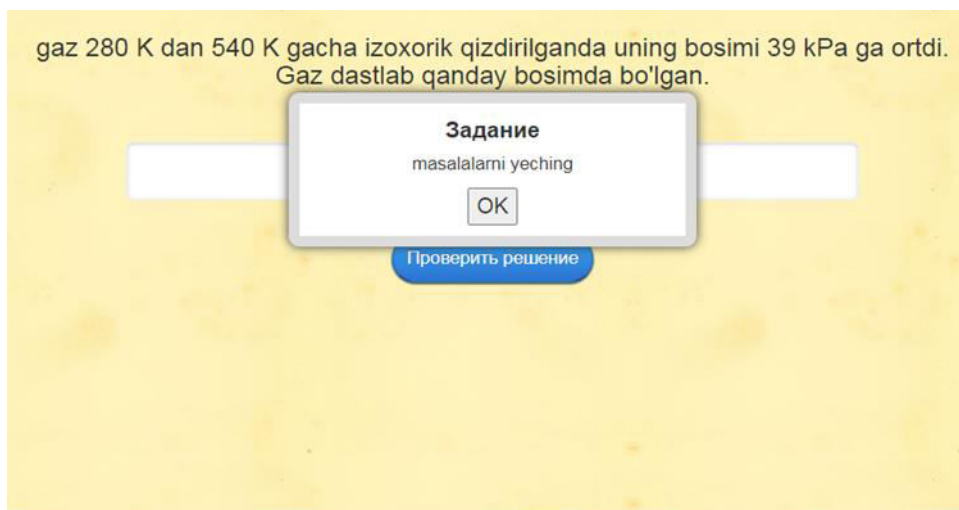 gaz 280 K dan 540 K gacha izoxorik qizdirilganda uning bosimi 39 kPa ga ortdi.
Gaz dastlab qanday bosimda bo'lgan.
Задание
masalalarni yeching
OK
Проверить решение